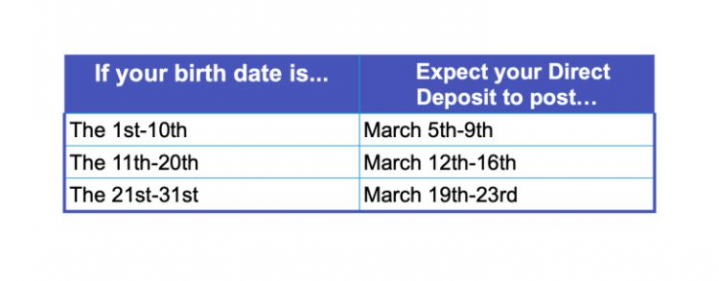 If your birth date is...
Expect your Direct
Deposit to post...
The 1st-10th
March 5th-9th
The 11th-20th
March 12th-16th
The 21st-31st
March 19th-23rd